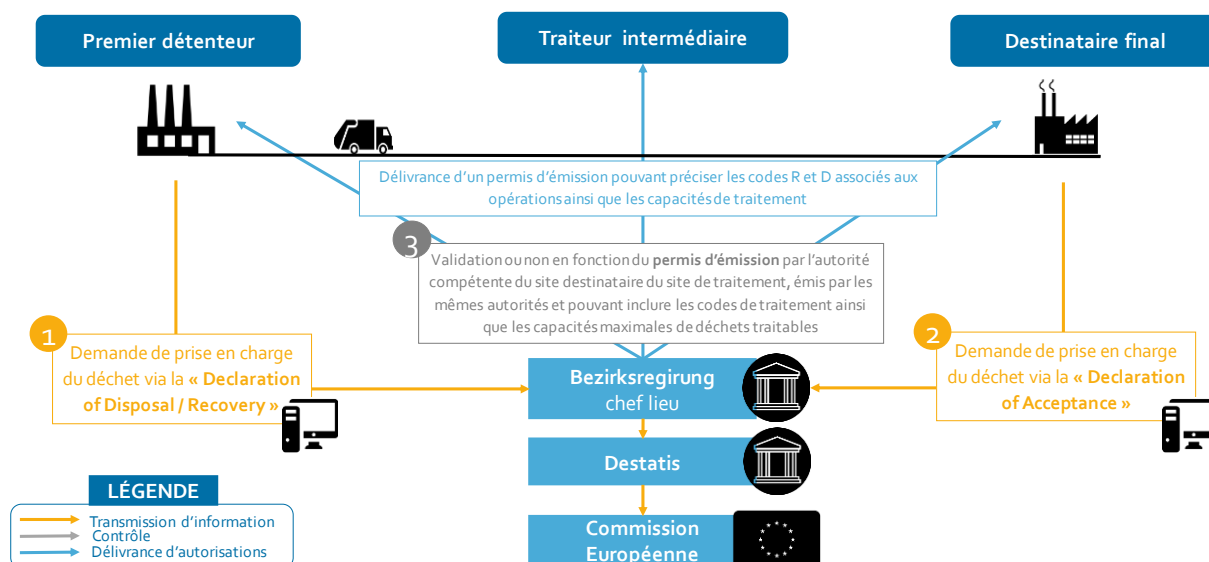 Premier détenteur
Traiteur intermédiaire
Destinataire final
Délivrance d'un permis d'émission pouvant préciser les codes R et D associés aux
opérations ainsi que les capacités de traitement
3
Validation ou non en fonction du permis d'émission par l'autorité
compétente du site destinataire du site de traitement, émis par les
mêmes autorités et pouvant inclure les codes de traitement ainsi
que les capacités maximales de déchets traitables
1
Demande de prise en charge
du déchet via la « Declaration
of Disposal / Recovery »
2
Demande de prise en charge
du déchet via la « Declaration
of Acceptance »
Bezirksregirung
chef lieu
Destatis
Commission
Européenne
LÉGENDE
Transmission d'information
Contrôle
Délivrance d'autorisations